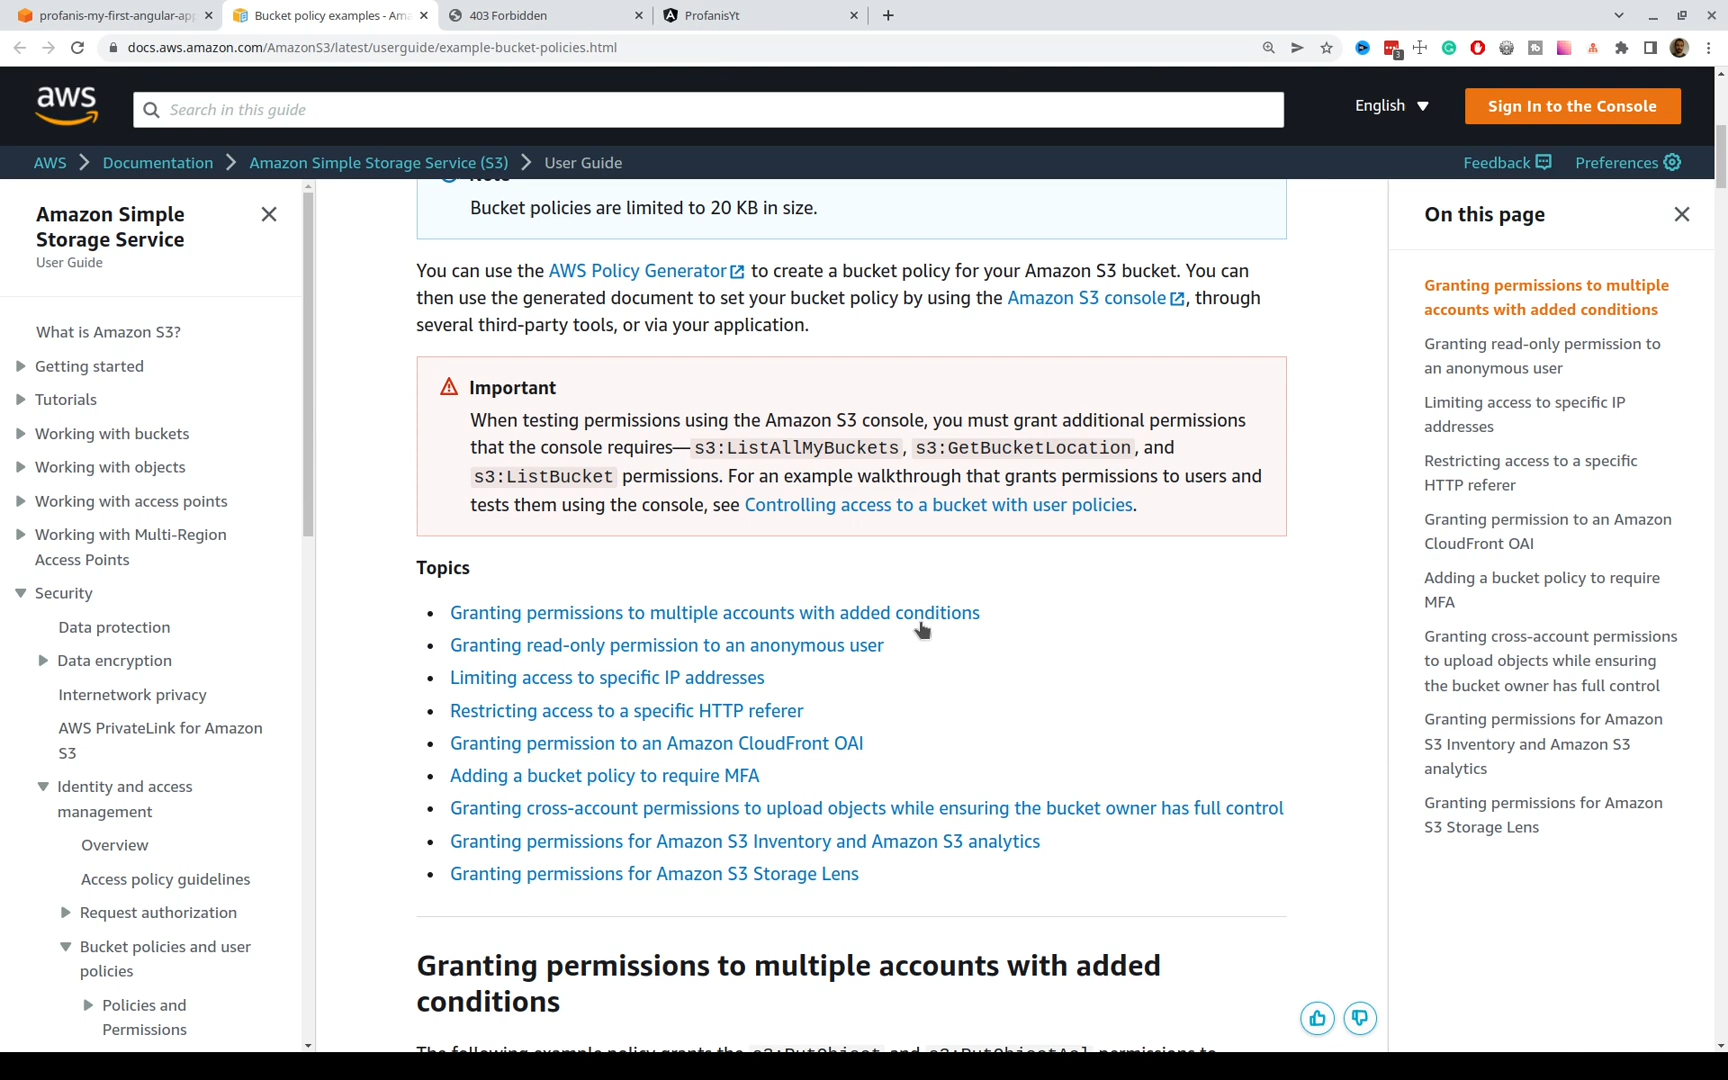 profanis-my-first-angular-ap
Bucket policy examples - Am
403 Forbidden
ProfanisYt
docs.aws.amazon.com/AmazonS3/latest/userguide/example-bucket-policies.html
3
aws
Search in this guide
English
Sign In to the Console
AWS
Documentation
Amazon Simple Storage Service (S3)
User Guide
Feedback
Preferences
Amazon Simple
Storage Service
User Guide
What is Amazon S3?
Getting started
Tutorials
Working with buckets
Working with objects
Working with access points
Working with Multi-Region
Access Points
Security
Data protection
Data encryption
Internetwork privacy
AWS PrivateLink for Amazon
S3
Identity and access
management
Overview
Access policy guidelines
Request authorization
Bucket policies and user
policies
Policies and
Permissions
Note
Bucket policies are limited to 20 KB in size.
You can use the AWS Policy Generator to create a bucket policy for your Amazon S3 bucket. You can
then use the generated document to set your bucket policy by using the Amazon S3 console, through
several third-party tools, or via your application.
Important
When testing permissions using the Amazon S3 console, you must grant additional permissions
that the console requires—s3:ListAllMyBuckets, s3:GetBucketLocation, and
s3:ListBucket permissions. For an example walkthrough that grants permissions to users and
tests them using the console, see Controlling access to a bucket with user policies.
Topics
• Granting permissions to multiple accounts with added conditions
• Granting read-only permission to an anonymous user
• Limiting access to specific IP addresses
• Restricting access to a specific HTTP referer
• Granting permission to an Amazon CloudFront OAI
• Adding a bucket policy to require MFA
• Granting cross-account permissions to upload objects while ensuring the bucket owner has full control
• Granting permissions for Amazon S3 Inventory and Amazon S3 analytics
• Granting permissions for Amazon S3 Storage Lens
Granting permissions to multiple accounts with added
conditions
The following example policy grants the s3:PutObject and s3:PutObjectAcl permissions to
On this page
Granting permissions to multiple
accounts with added conditions
Granting read-only permission to
an anonymous user
Limiting access to specific IP
addresses
Restricting access to a specific
HTTP referer
Granting permission to an Amazon
CloudFront OAI
Adding a bucket policy to require
MFA
Granting cross-account permissions
to upload objects while ensuring
the bucket owner has full control
Granting permissions for Amazon
S3 Inventory and Amazon S3
analytics
Granting permissions for Amazon
S3 Storage Lens